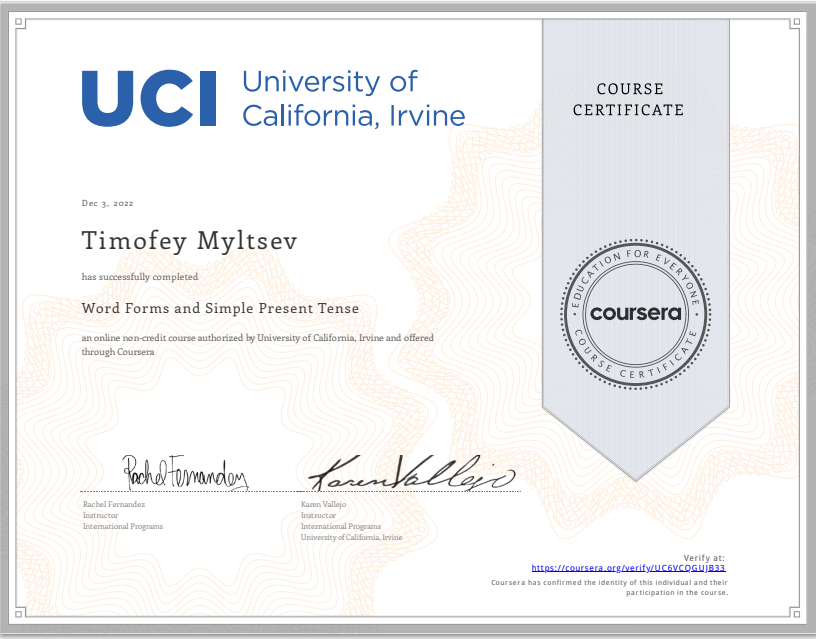 UCI University of
California, Irvine
COURSE
CERTIFICATE
Dec 3, 2022
Timofey Myltsev
has successfully completed
Word Forms and Simple Present Tense
an online non-credit course authorized by University of California, Irvine and offered
through Coursera
EDUCATION FOR EVERYONE
coursera
COURSE CERTIFICATE
Rachel Fernandez
Karen Vallejo
Rachel Fernandez
Instructor
International Programs
Karen Vallejo
Instructor
International Programs
University of California, Irvine
Verify at:
https://coursera.org/verify/UC6VCQGUJB33
Coursera has confirmed the identity of this individual and their
participation in the course.